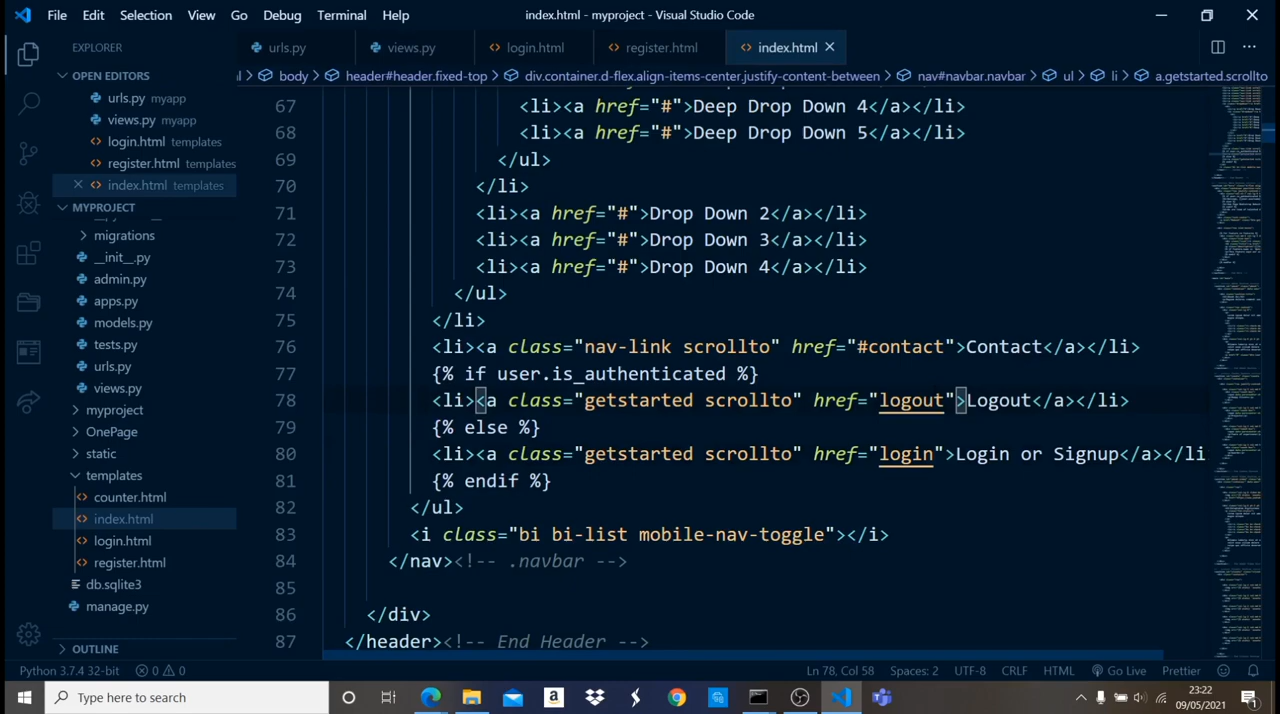 File Edit Selection View Go Debug Terminal Help index.html - myproject - Visual Studio Code
EXPLORER
urls.py views.py login.html register.html index.html
OPEN EDITORS
urls.py myapp
views.py myapp
login.html templates
register.html templates
index.html templates
MYPROJECT
migrations
__init__.py
admin.py
apps.py
models.py
tests.py
urls.py
views.py
myproject
OnePage
static
templates
counter.html
index.html
login.html
register.html
db.sqlite3
manage.py
OUTLINE
body header#header.fixed-top div.container.d-flex.align-items-center.justify-content-between nav#navbar.navbar ul li a.getstarted.scrollto
67 <li><a href="#">Deep Drop Down 4</a></li>
68 <li><a href="#">Deep Drop Down 5</a></li>
69 </ul>
70 </li>
71 <li><a href="#">Drop Down 2</a></li>
72 <li><a href="#">Drop Down 3</a></li>
73 <li><a href="#">Drop Down 4</a></li>
74 </ul>
75 </li>
76 <li><a class="nav-link scrollto" href="#contact">Contact</a></li>
77 {% if user.is_authenticated %}
78 <li><a class="getstarted scrollto" href="logout">Logout</a></li>
79 {% else %}
80 <li><a class="getstarted scrollto" href="login">Login or Signup</a></li
81 {% endif %}
82 </ul>
83 <i class="bi bi-list mobile-nav-toggle"></i>
84 </nav><!-- .navbar -->
85
86 </div>
87 </header><!-- End Header -->
Python 3.7.4 32-bit 0 0 Ln 78, Col 58 Spaces: 2 UTF-8 CRLF HTML Go Live Prettier
Type here to search
23:22
09/05/2021
1